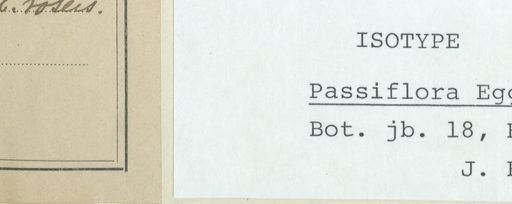 ISOTYPE
Passiflora Egg
Bot. jb. 18,
J.